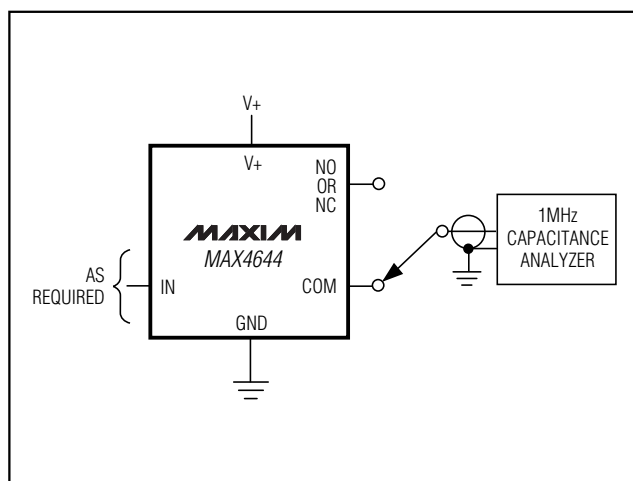 V+
V+
NO
OR
NC
MAXIM
MAX4644
1MHz
CAPACITANCE
ANALYZER
AS
REQUIRED
IN
COM
GND